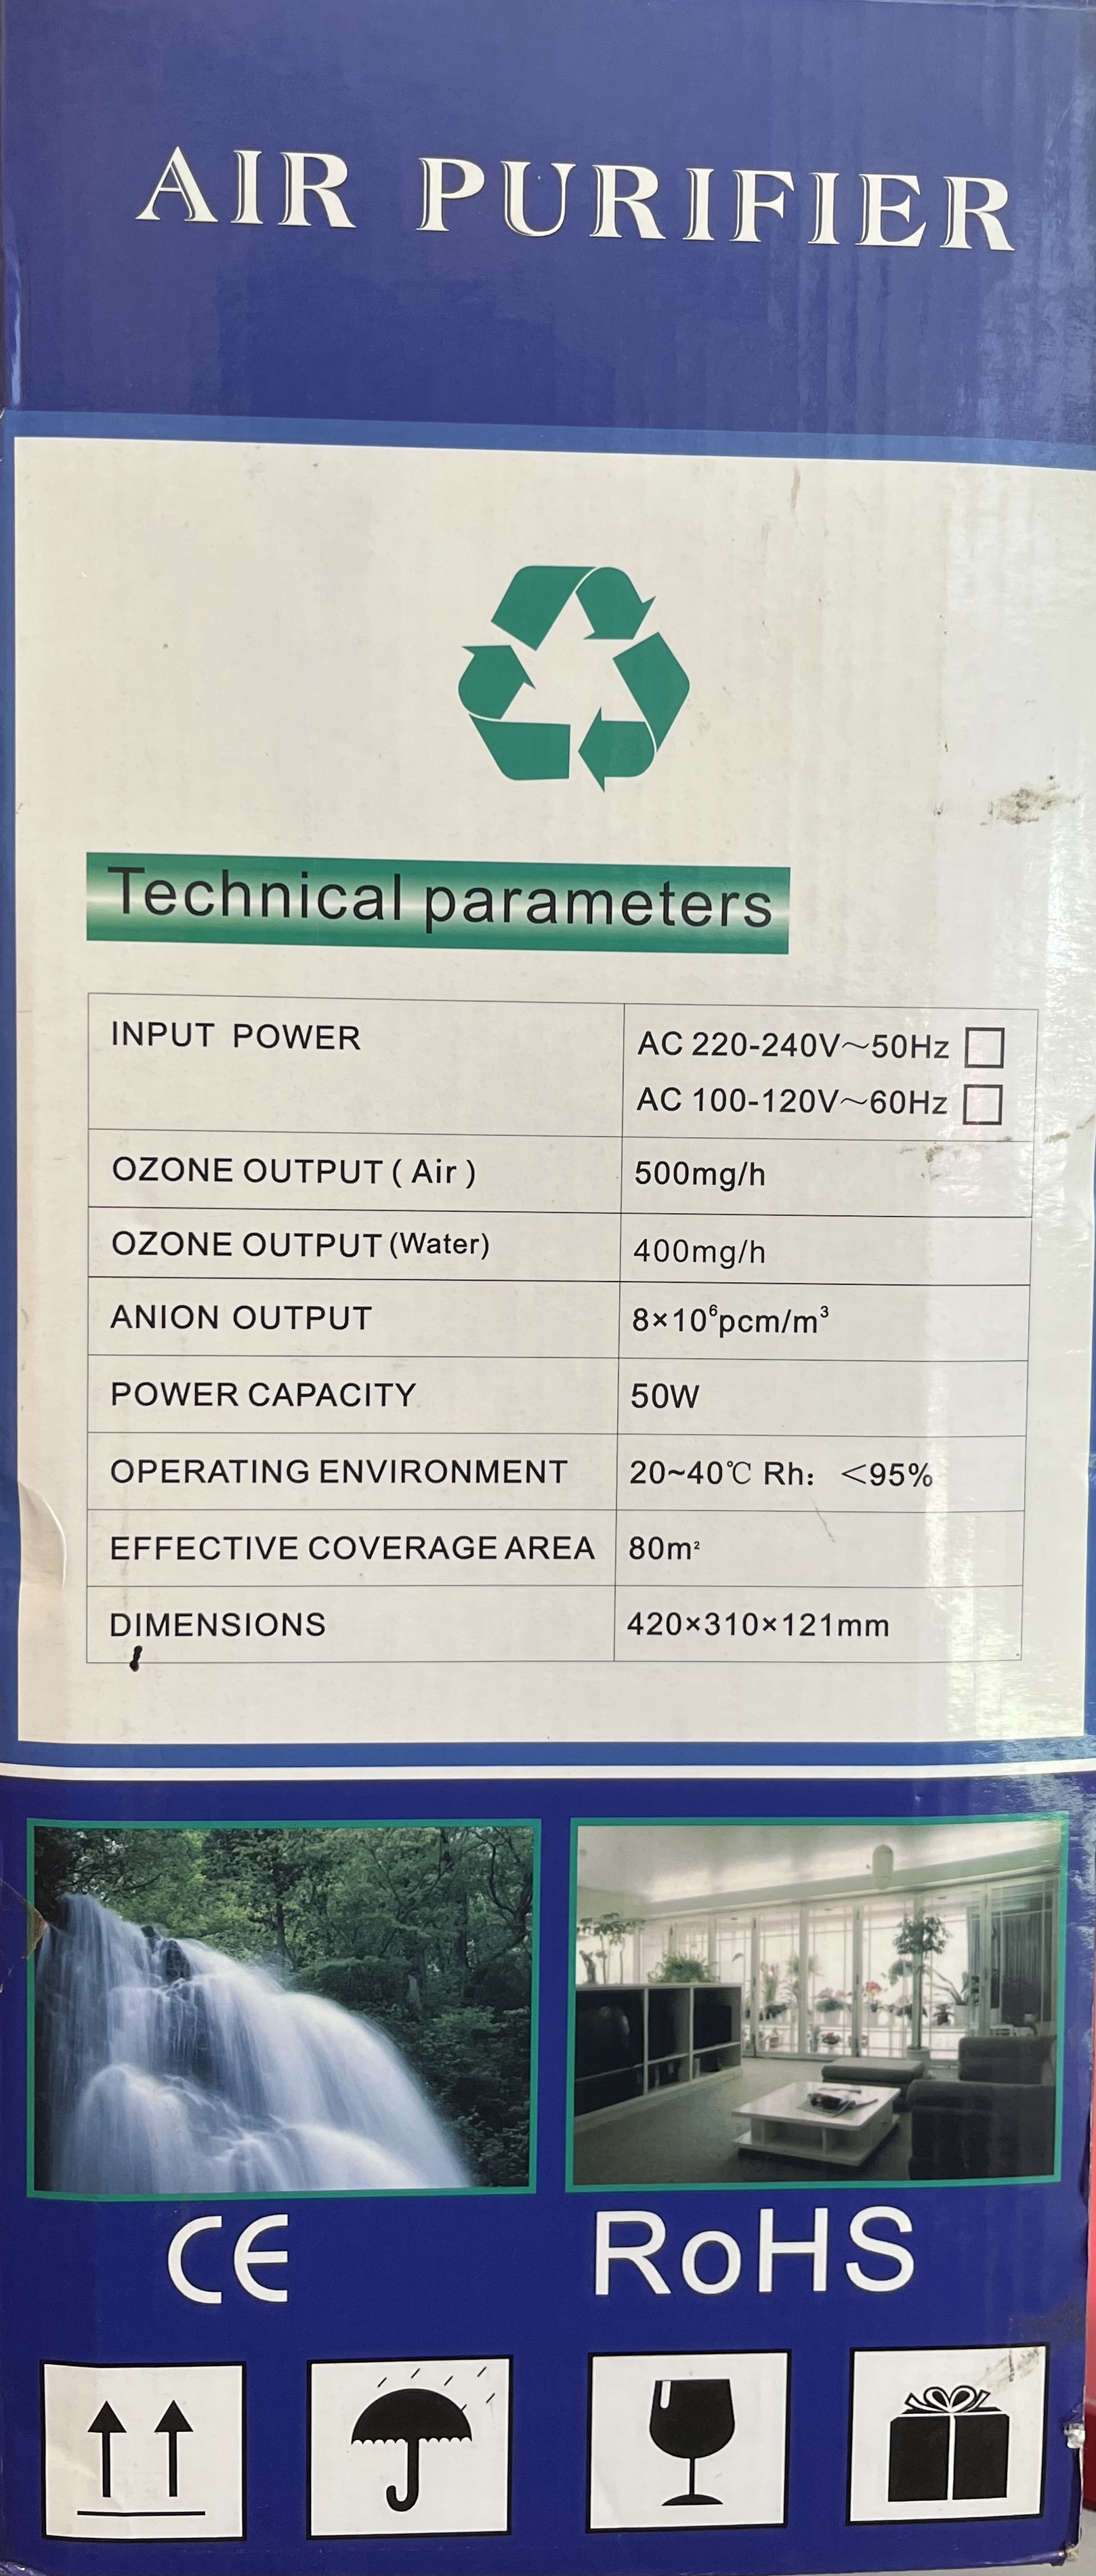 AIR PURIFIER
Technical parameters
INPUT POWER
AC 220-240V～50Hz
AC 100-120V～60Hz
OZONE OUTPUT ( Air ) 500mg/h
OZONE OUTPUT (Water) 400mg/h
ANION OUTPUT 8×10⁶pcm/m³
POWER CAPACITY 50W
OPERATING ENVIRONMENT 20~40℃ Rh: ＜95%
EFFECTIVE COVERAGE AREA 80m²
DIMENSIONS 420×310×121mm
CE RoHS